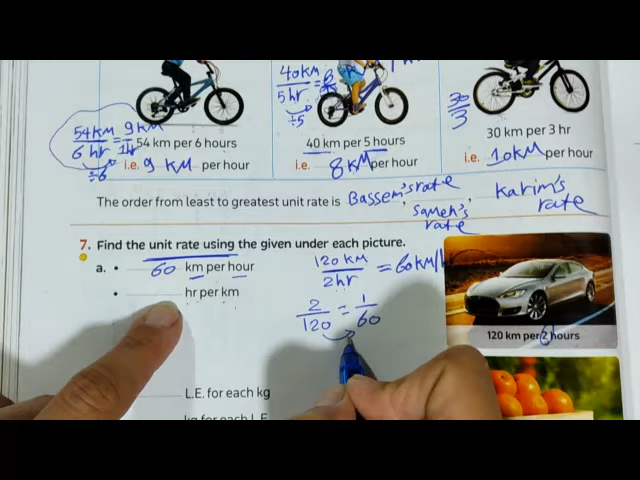 40 KM
5 hr
÷5
30
3
54 KM = 9 KM
6 hr 1 hr
÷6
54 km per 6 hours
40 km per 5 hours
30 km per 3 hr
i.e. 9 KM per hour
i.e. 8 KM per hour
i.e. 10 KM per hour
The order from least to greatest unit rate is Bassem's rate, Sameh's rate, Karim's rate
7. Find the unit rate using the given under each picture.
a. • 60 km per hour
120 KM
2 hr
= 60 KM/h
• hr per km
2 = 1
120 60
120 km per 2 hours
L.E. for each kg
kg for each L.E.